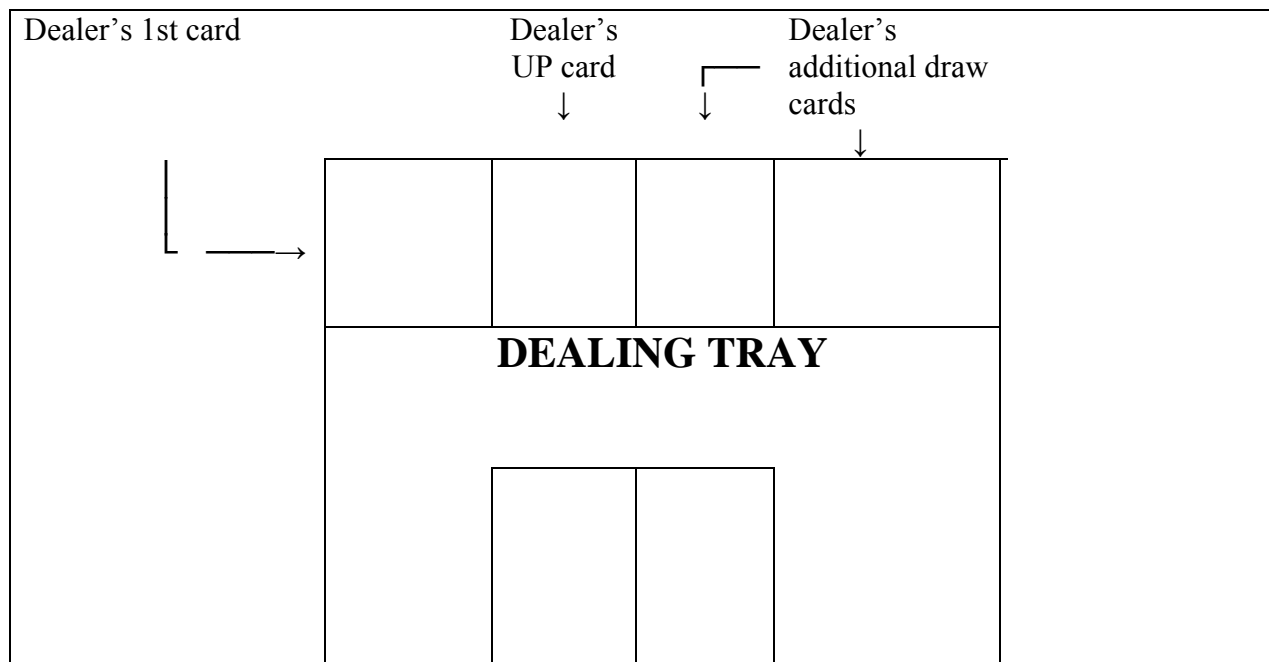 Dealer’s 1st card
Dealer’s
UP card
↓
Dealer’s
additional draw
cards
↓
↓
→
DEALING TRAY